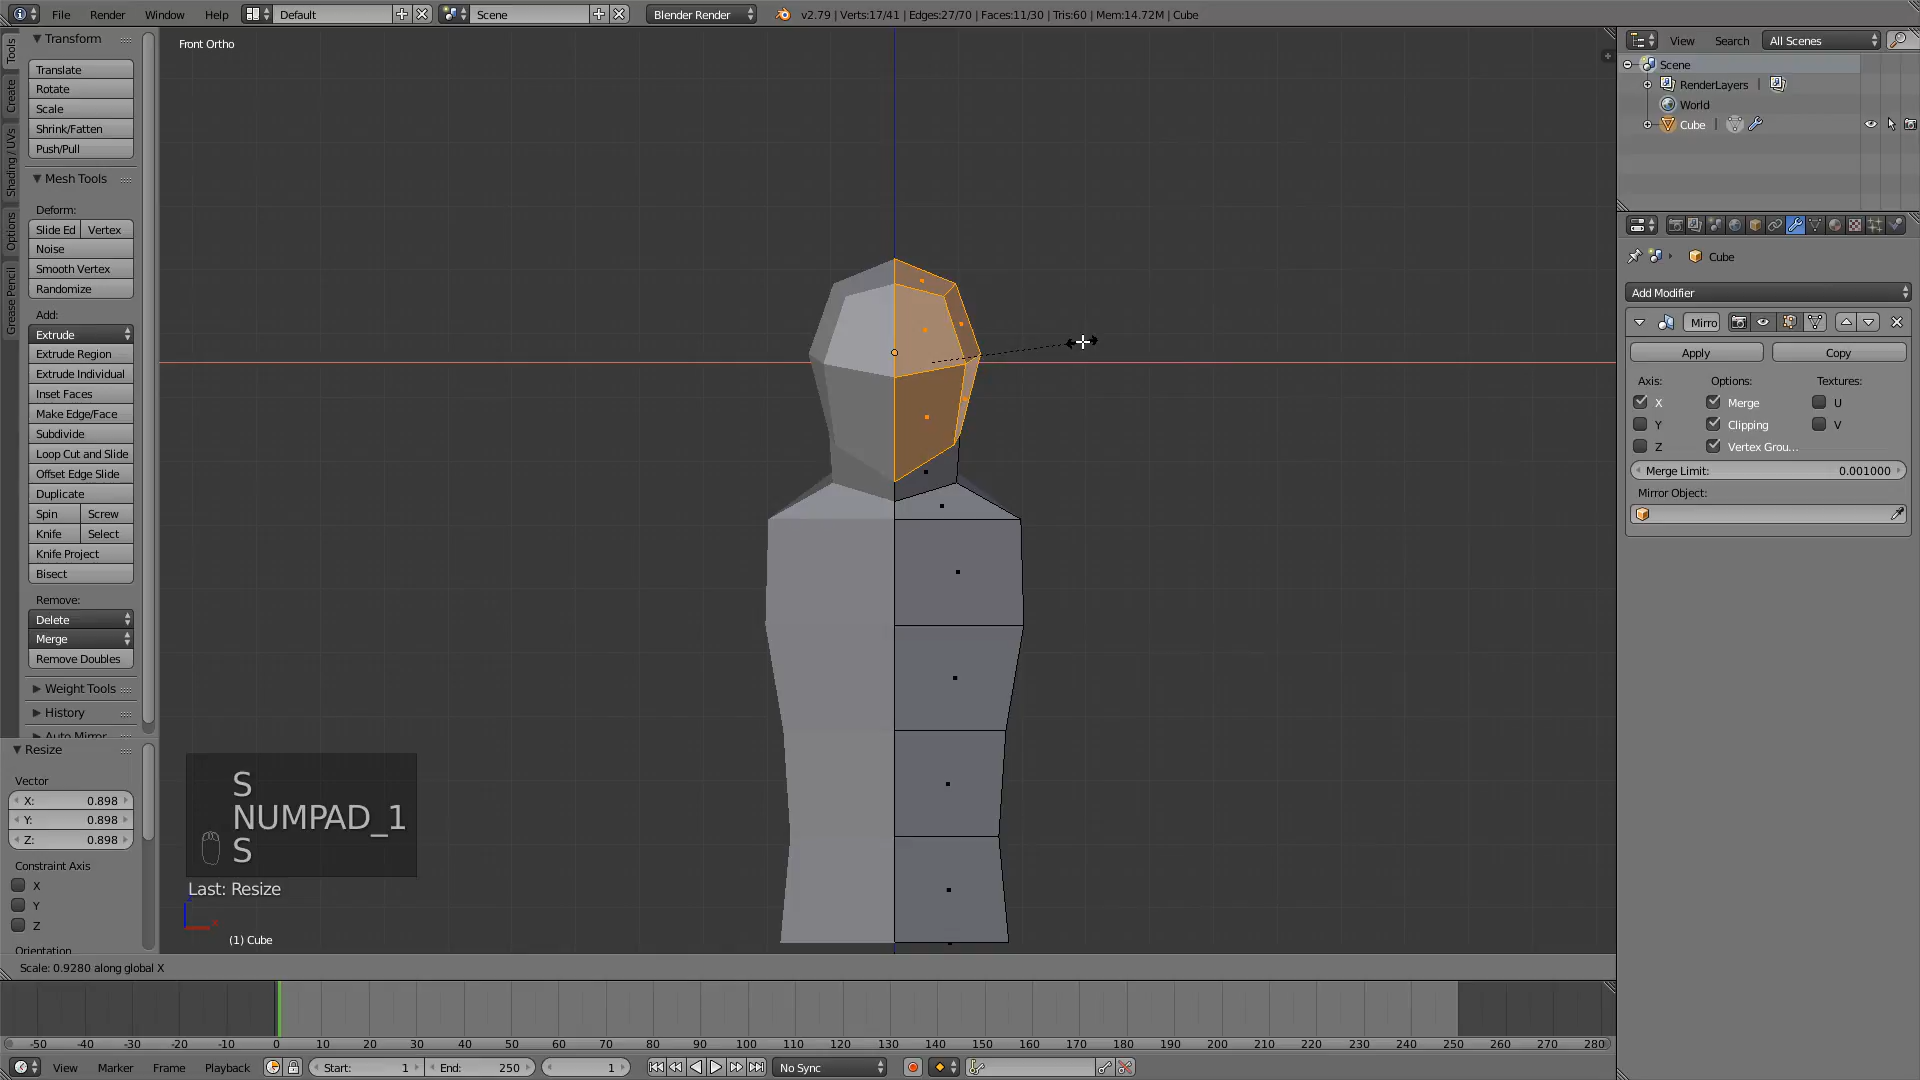 File Render Window Help Default Scene Blender Render v2.79 | Verts:17/41 | Edges:27/70 | Faces:11/30 | Tris:60 | Mem:14.72M | Cube
Tools
Create
Shading / UVs
Options
Grease Pencil
Transform
Translate
Rotate
Scale
Shrink/Fatten
Push/Pull
Mesh Tools
Deform:
Slide Ed Vertex
Noise
Smooth Vertex
Randomize
Add:
Extrude
Extrude Region
Extrude Individual
Inset Faces
Make Edge/Face
Subdivide
Loop Cut and Slide
Offset Edge Slide
Duplicate
Spin Screw
Knife Select
Knife Project
Bisect
Remove:
Delete
Merge
Remove Doubles
Weight Tools
History
Auto Mirror
Resize
Vector
X: 0.898
Y: 0.898
Z: 0.898
Constraint Axis
X
Y
Z
Orientation
Front Ortho
S
NUMPAD_1
S
Last: Resize
(1) Cube
Scale: 0.9280 along global X
View Search All Scenes
Scene
RenderLayers |
World
Cube |
Cube
Add Modifier
Mirro
Apply Copy
Axis: Options: Textures:
X Merge U
Y Clipping V
Z Vertex Grou...
Merge Limit: 0.001000
Mirror Object:
-50 -40 -30 -20 -10 0 10 20 30 40 50 60 70 80 90 100 110 120 130 140 150 160 170 180 190 200 210 220 230 240 250 260 270 280
View Marker Frame Playback Start: 1 End: 250 1 No Sync